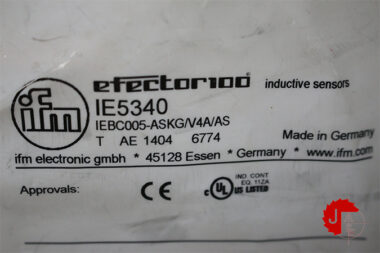 efector100 inductive sensors
ifm
IE5340
IEBC005-ASKG/V4A/AS
T AE 1404 6774
Made in Germany
ifm electronic gmbh * 45128 Essen * Germany * www.ifm.com
Approvals:
CE
C UL US LISTED
IND. CONT.
EQ. 11ZA